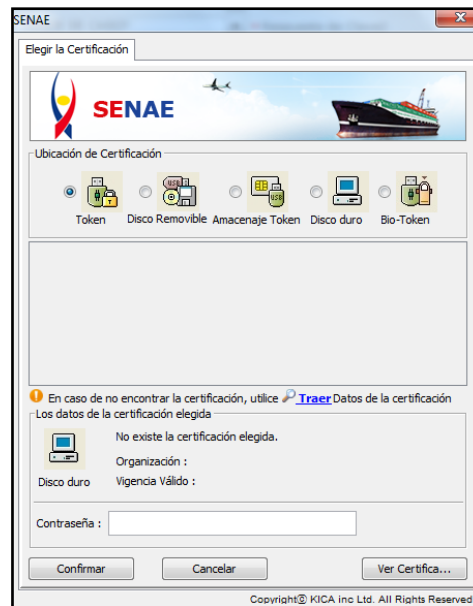 SENAE
Elegir la Certificación
SENAE
Ubicación de Certificación
Token Disco Removible Amacenaje Token Disco duro Bio-Token
En caso de no encontrar la certificación, utilice Traer Datos de la certificación
Los datos de la certificación elegida
No existe la certificación elegida.
Organización :
Disco duro
Vigencia Válido :
Contraseña :
Confirmar Cancelar Ver Certifica...
Copyright© KICA inc Ltd. All Rights Reserved